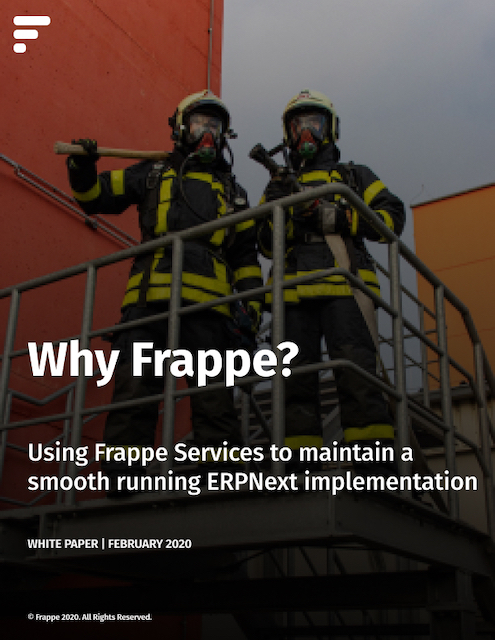 Why Frappe?
Using Frappe Services to maintain a
smooth running ERPNext implementation
WHITE PAPER | FEBRUARY 2020
© Frappe 2020. All Rights Reserved.